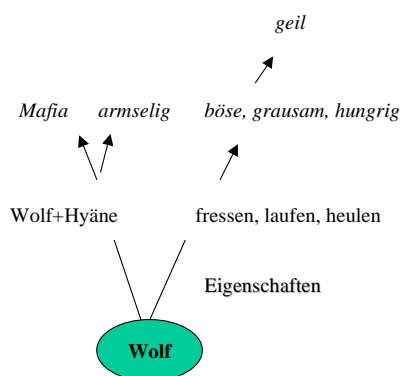 geil
Mafia armselig böse, grausam, hungrig
Wolf+Hyäne fressen, laufen, heulen
Eigenschaften
Wolf